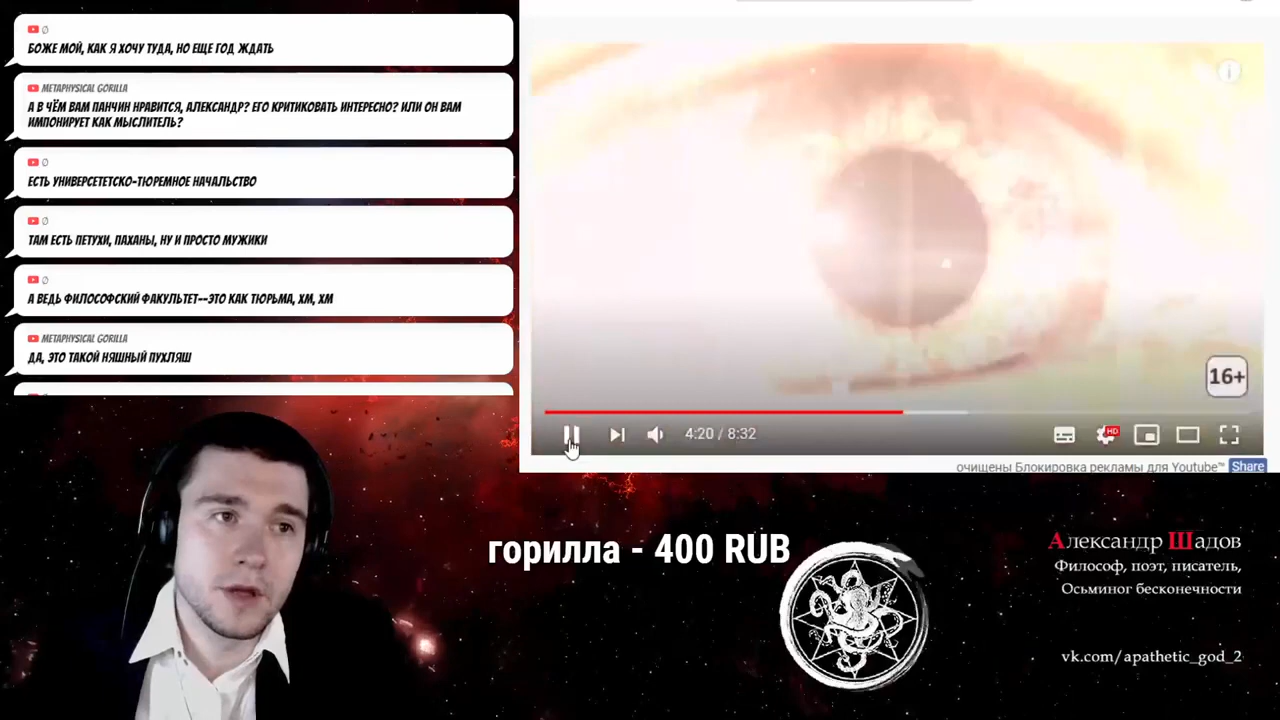 Ø
БОЖЕ МОЙ, КАК Я ХОЧУ ТУДА, НО ЕЩЕ ГОД ЖДАТЬ
METAPHYSICAL GORILLA
А В ЧЁМ ВАМ ПАНЧИН НРАВИТСЯ, АЛЕКСАНДР? ЕГО КРИТИКОВАТЬ ИНТЕРЕСНО? ИЛИ ОН ВАМ
ИМПОНИРУЕТ КАК МЫСЛИТЕЛЬ?
Ø
ЕСТЬ УНИВЕРСЕТЕТСКО-ТЮРЕМНОЕ НАЧАЛЬСТВО
Ø
ТАМ ЕСТЬ ПЕТУХИ, ПАХАНЫ, НУ И ПРОСТО МУЖИКИ
Ø
А ВЕДЬ ФИЛОСОФСКИЙ ФАКУЛЬТЕТ--ЭТО КАК ТЮРЬМА, ХМ, ХМ
METAPHYSICAL GORILLA
ДА, ЭТО ТАКОЙ НЯШНЫЙ ПУХЛЯШ
16+
4:20 / 8:32
HD
очищены Блокировка рекламы для Youtube™ Share
горилла - 400 RUB
Александр Шадов
Философ, поэт, писатель,
Осьминог бесконечности
vk.com/apathetic_god_2